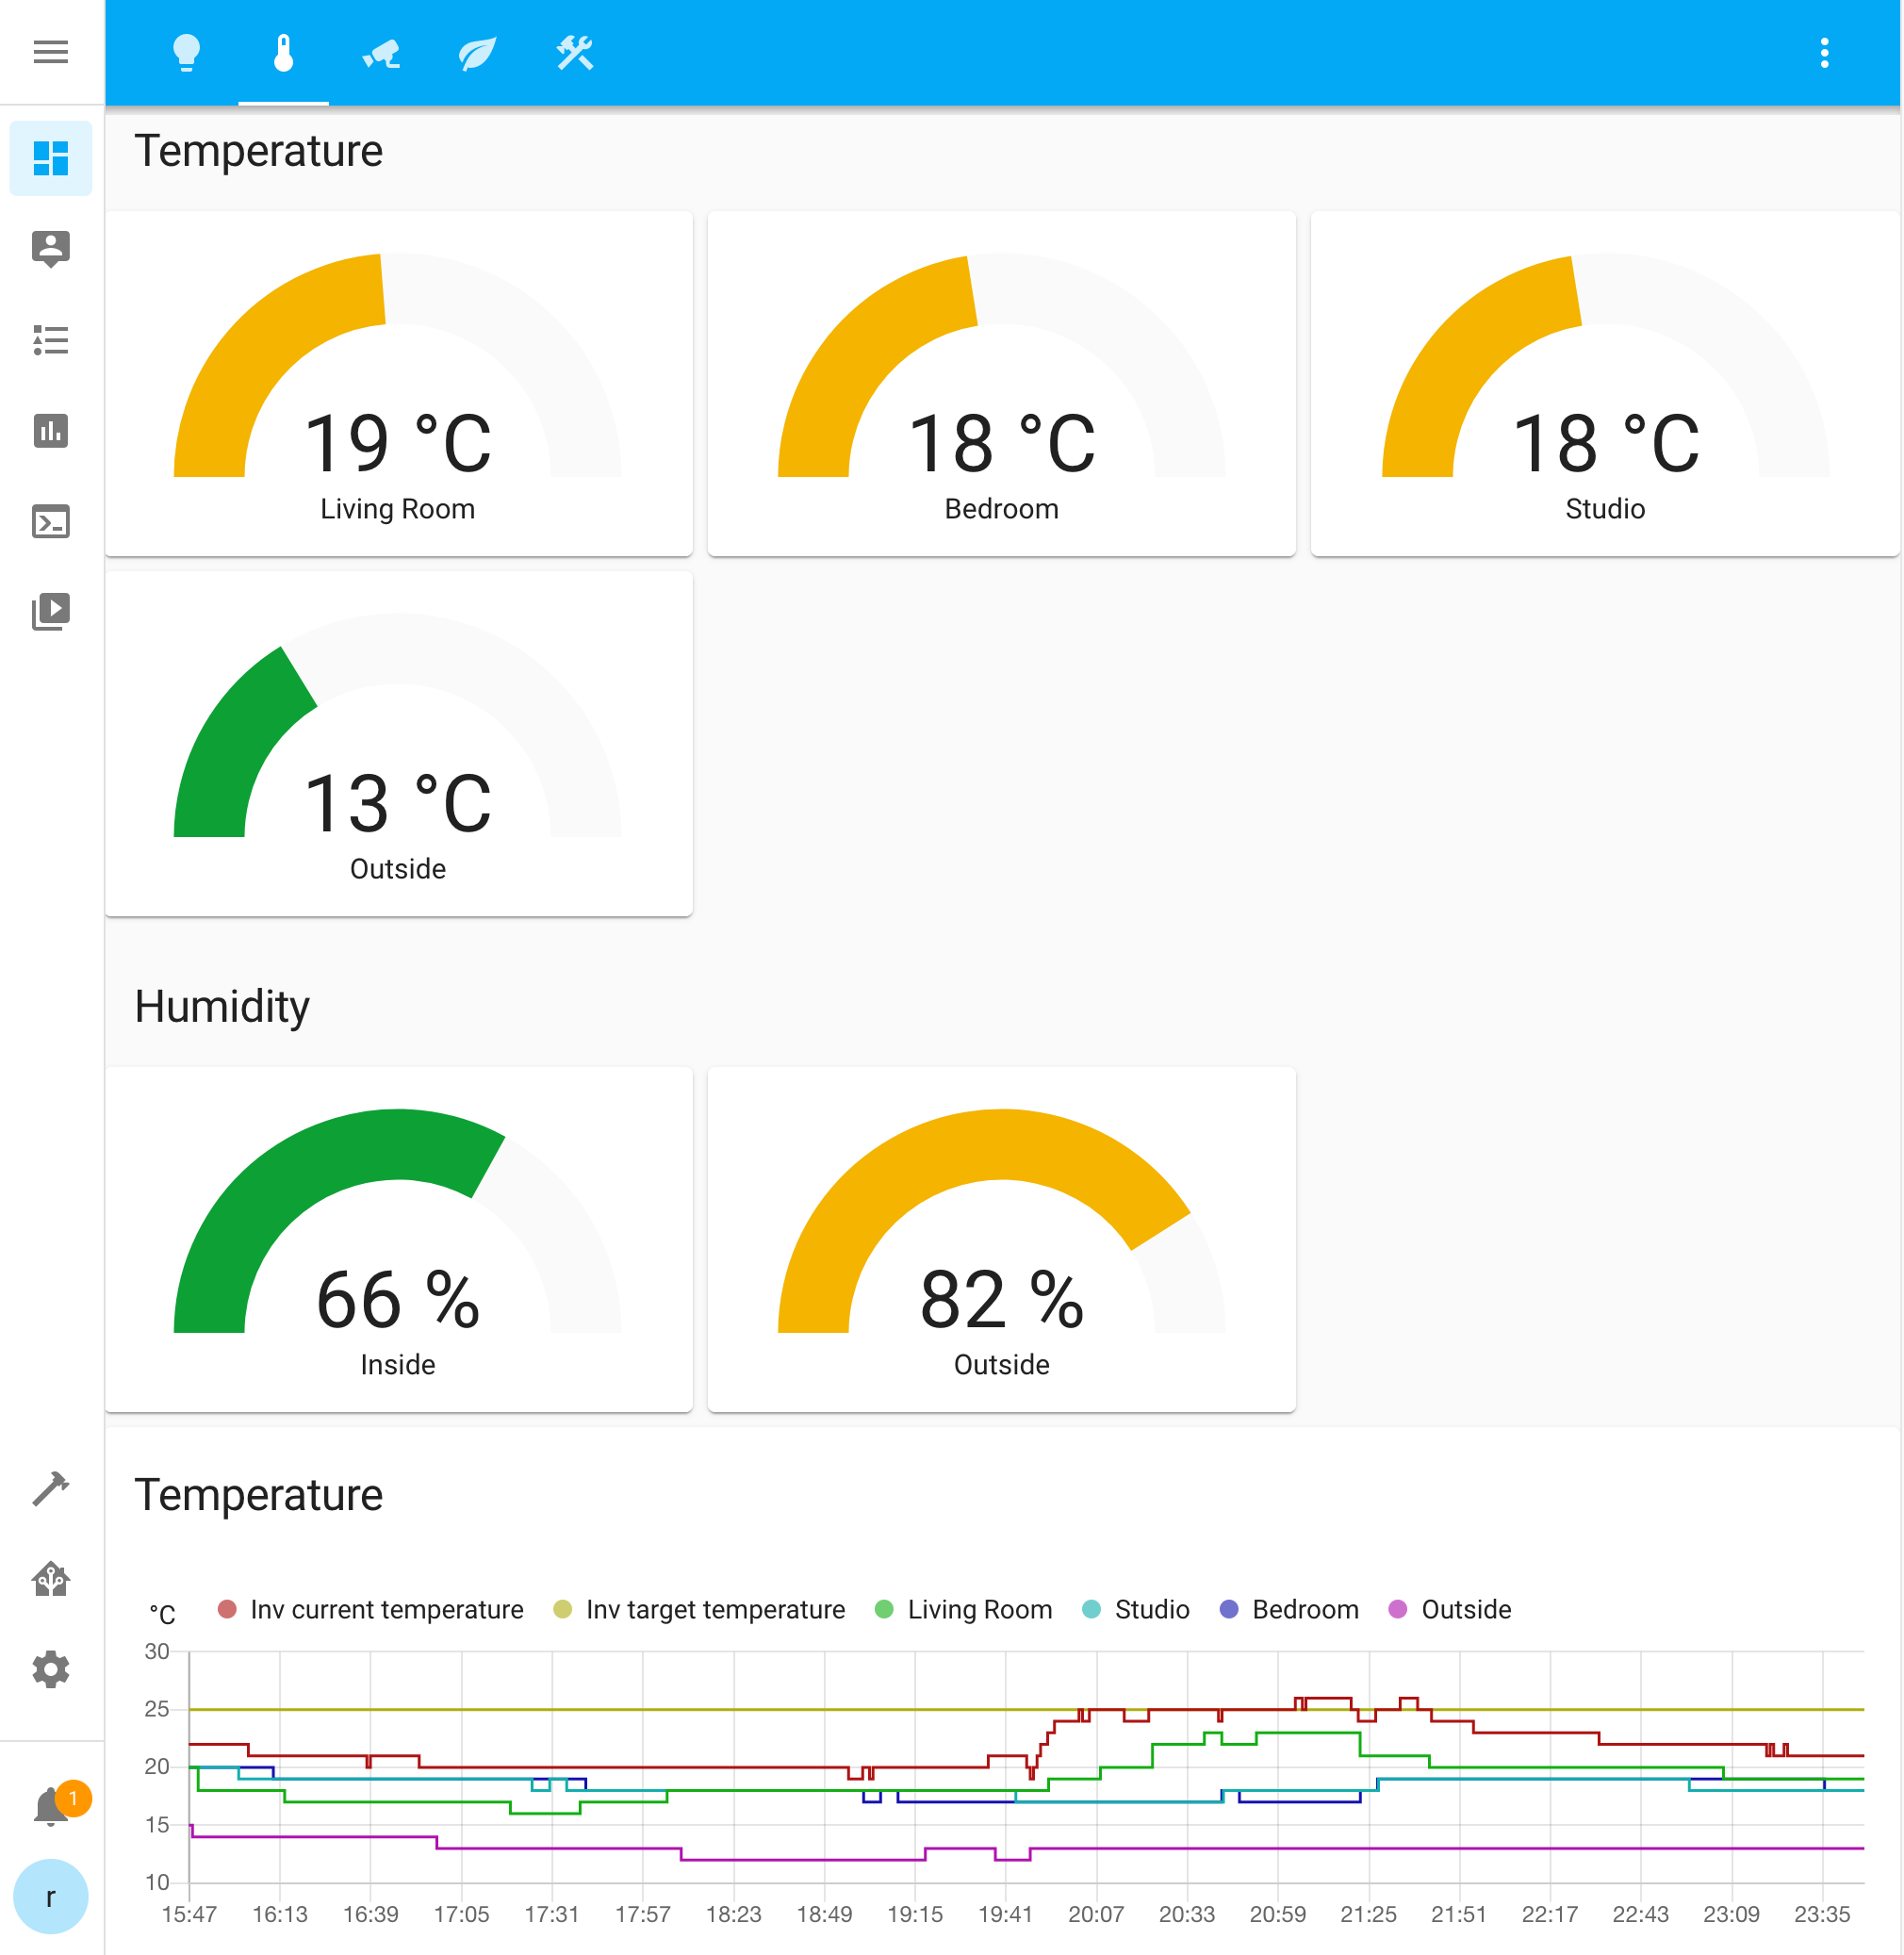 Temperature
19 °C
Living Room
18 °C
Bedroom
18 °C
Studio
13 °C
Outside
Humidity
66 %
Inside
82 %
Outside
Temperature
°C
Inv current temperature
Inv target temperature
Living Room
Studio
Bedroom
Outside
30
25
20
15
10
15:47 16:13 16:39 17:05 17:31 17:57 18:23 18:49 19:15 19:41 20:07 20:33 20:59 21:25 21:51 22:17 22:43 23:09 23:35
1
r